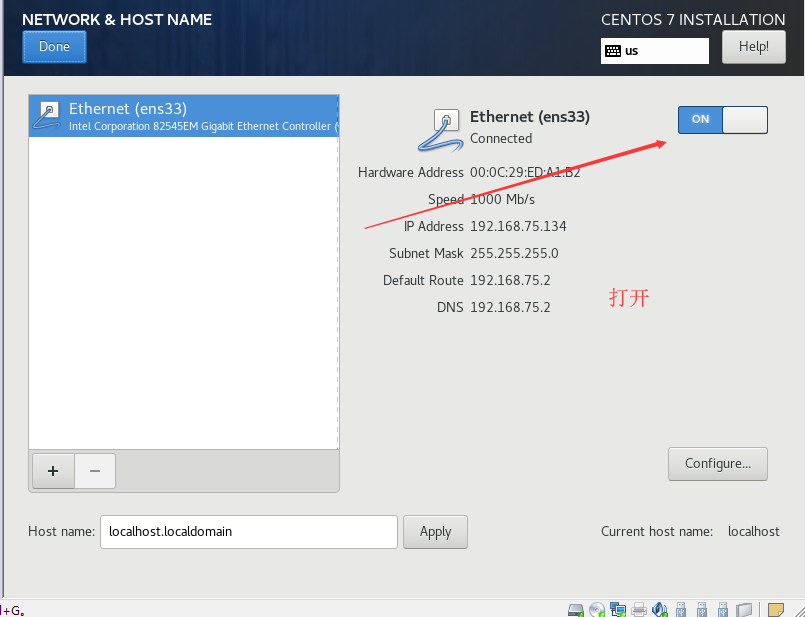 NETWORK & HOST NAME
CENTOS 7 INSTALLATION
Done
us
Help!
Ethernet (ens33)
Intel Corporation 82545EM Gigabit Ethernet Controller (
Ethernet (ens33)
Connected
ON
Hardware Address 00:0C:29:ED:A1:B2
Speed 1000 Mb/s
IP Address 192.168.75.134
Subnet Mask 255.255.255.0
Default Route 192.168.75.2
DNS 192.168.75.2
打开
+ −
Configure...
Host name: localhost.localdomain Apply
Current host name: localhost
+G。